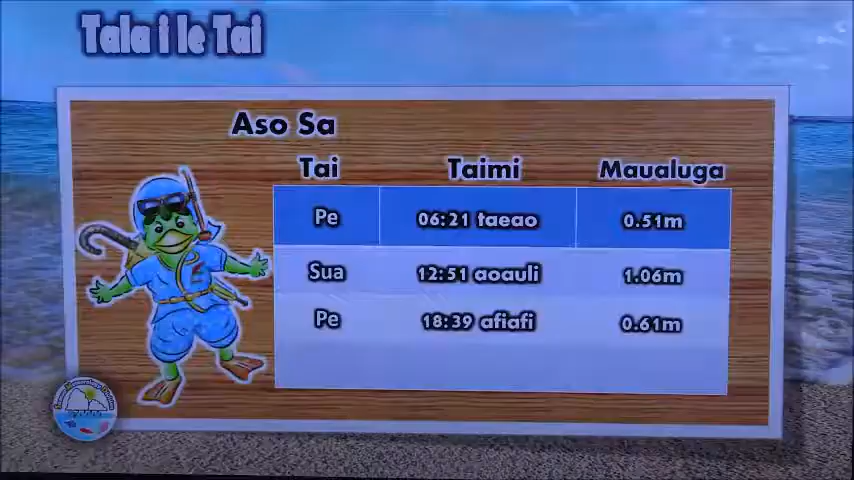 Tala i le Tai
Aso Sa
Tai Taimi Maualuga
Pe 06:21 taeao 0.51m
Sua 12:51 aoauli 1.06m
Pe 18:39 afiafi 0.61m